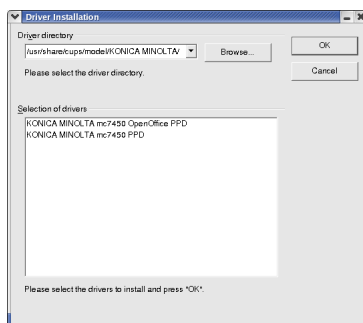 Driver Installation
Driver directory
/usr/share/cups/model/KONICA MINOLTA/
Browse...
OK
Please select the driver directory.
Cancel
Selection of drivers
KONICA MINOLTA mc7450 OpenOffice PPD
KONICA MINOLTA mc7450 PPD
Please select the drivers to install and press "OK".